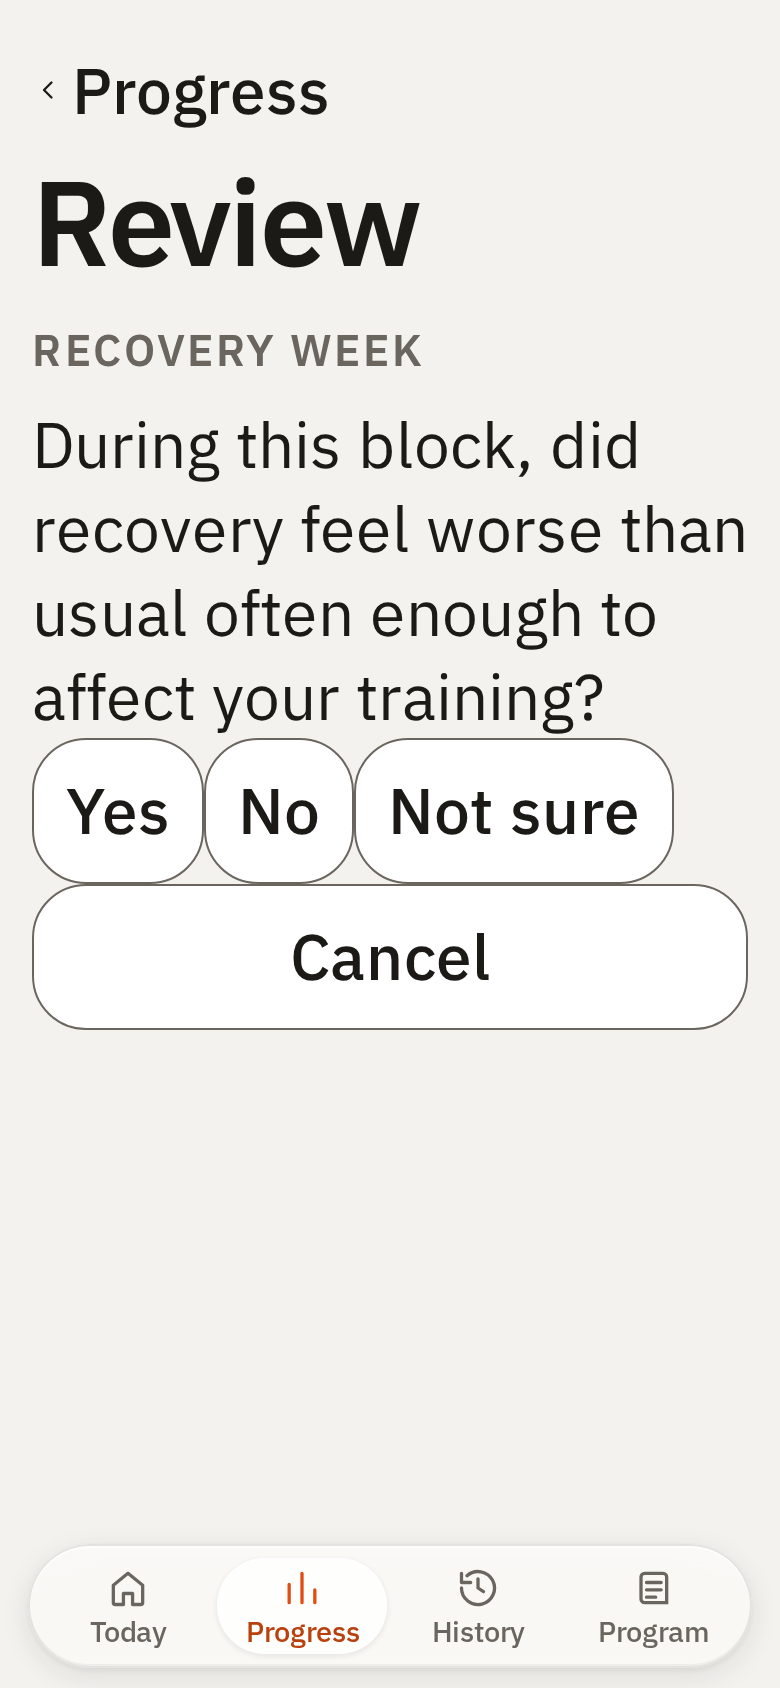 Progress
Review
RECOVERY WEEK
During this block, did
recovery feel worse than
usual often enough to
affect your training?
Yes No Not sure
Cancel
Today Progress History Program